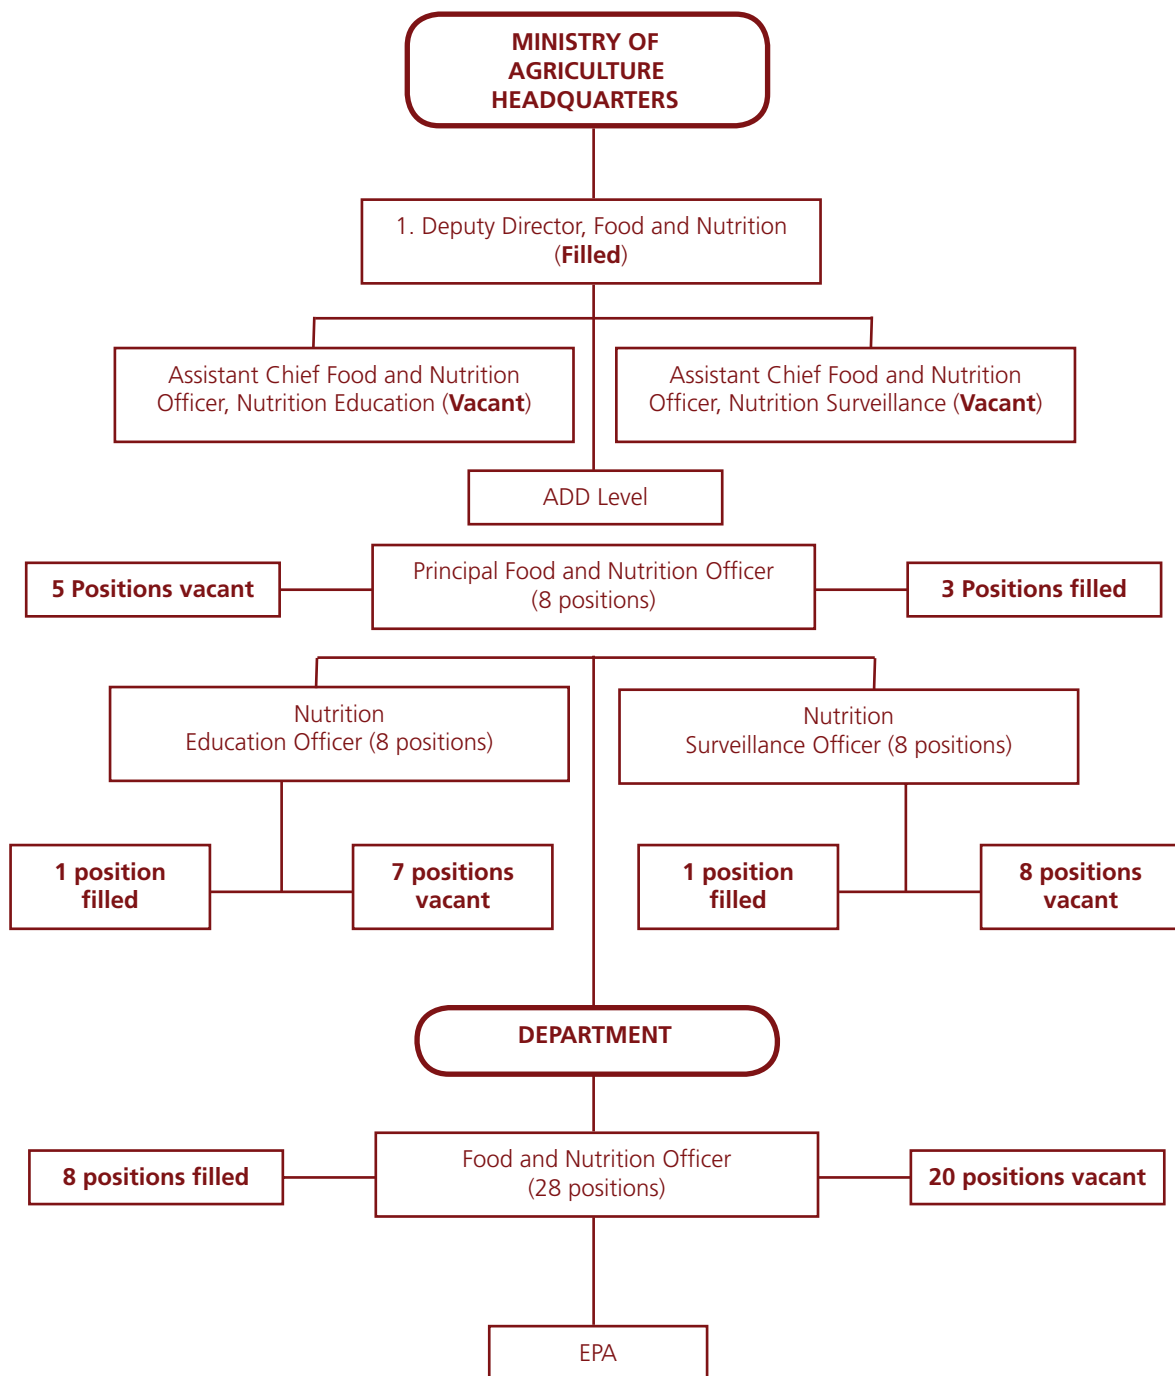 MINISTRY OF
AGRICULTURE
HEADQUARTERS
1. Deputy Director, Food and Nutrition
(Filled)
Assistant Chief Food and Nutrition
Officer, Nutrition Education (Vacant)
Assistant Chief Food and Nutrition
Officer, Nutrition Surveillance (Vacant)
ADD Level
5 Positions vacant
Principal Food and Nutrition Officer
(8 positions)
3 Positions filled
Nutrition
Education Officer (8 positions)
Nutrition
Surveillance Officer (8 positions)
1 position
filled
7 positions
vacant
1 position
filled
8 positions
vacant
DEPARTMENT
8 positions filled
Food and Nutrition Officer
(28 positions)
20 positions vacant
EPA